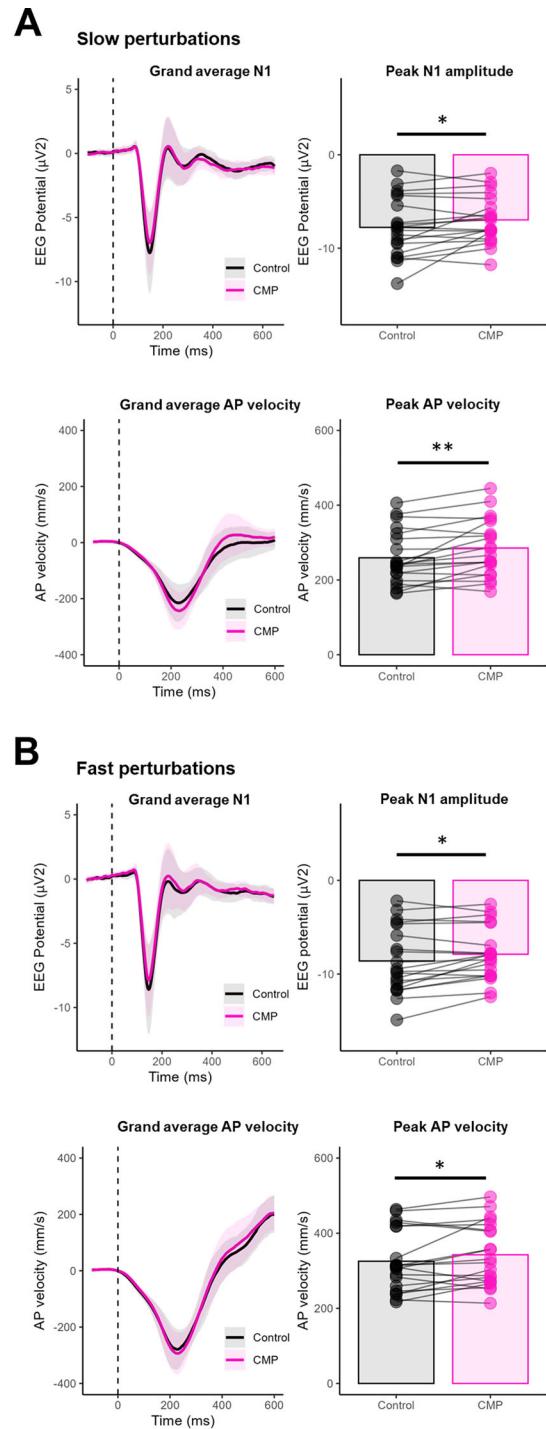 A
Slow perturbations
Grand average N1
5
0
-5
-10
EEG Potential (µV2)
0
200
400
600
Time (ms)
Control
CMP
Peak N1 amplitude
*
0
-10
EEG Potential (µV2)
Control
CMP
Grand average AP velocity
400
200
0
-200
-400
AP velocity (mm/s)
0
200
400
600
Time (ms)
Control
CMP
Peak AP velocity
**
600
400
200
0
AP velocity (mm/s)
Control
CMP
B
Fast perturbations
Grand average N1
5
0
-5
-10
EEG Potential (µV2)
0
200
400
600
Time (ms)
Control
CMP
Peak N1 amplitude
*
0
-10
EEG potential (µV2)
Control
CMP
Grand average AP velocity
400
200
0
-200
-400
AP velocity (mm/s)
0
200
400
600
Time (ms)
Control
CMP
Peak AP velocity
*
600
400
200
0
AP velocity (mm/s)
Control
CMP